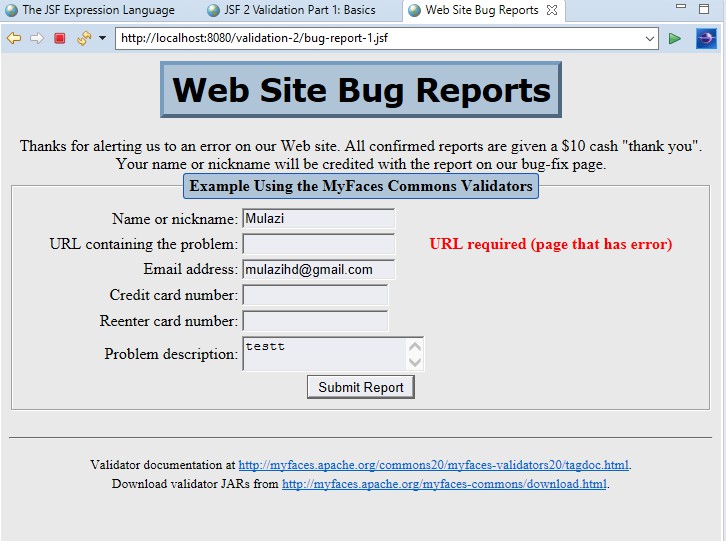 The JSF Expression Language JSF 2 Validation Part 1: Basics Web Site Bug Reports
http://localhost:8080/validation-2/bug-report-1.jsf
Web Site Bug Reports
Thanks for alerting us to an error on our Web site. All confirmed reports are given a $10 cash "thank you".
Your name or nickname will be credited with the report on our bug-fix page.
Example Using the MyFaces Commons Validators
Name or nickname: Mulazi
URL containing the problem: URL required (page that has error)
Email address: mulazihd@gmail.com
Credit card number:
Reenter card number:
Problem description: testt
Submit Report
Validator documentation at http://myfaces.apache.org/commons20/myfaces-validators20/tagdoc.html.
Download validator JARs from http://myfaces.apache.org/myfaces-commons/download.html.